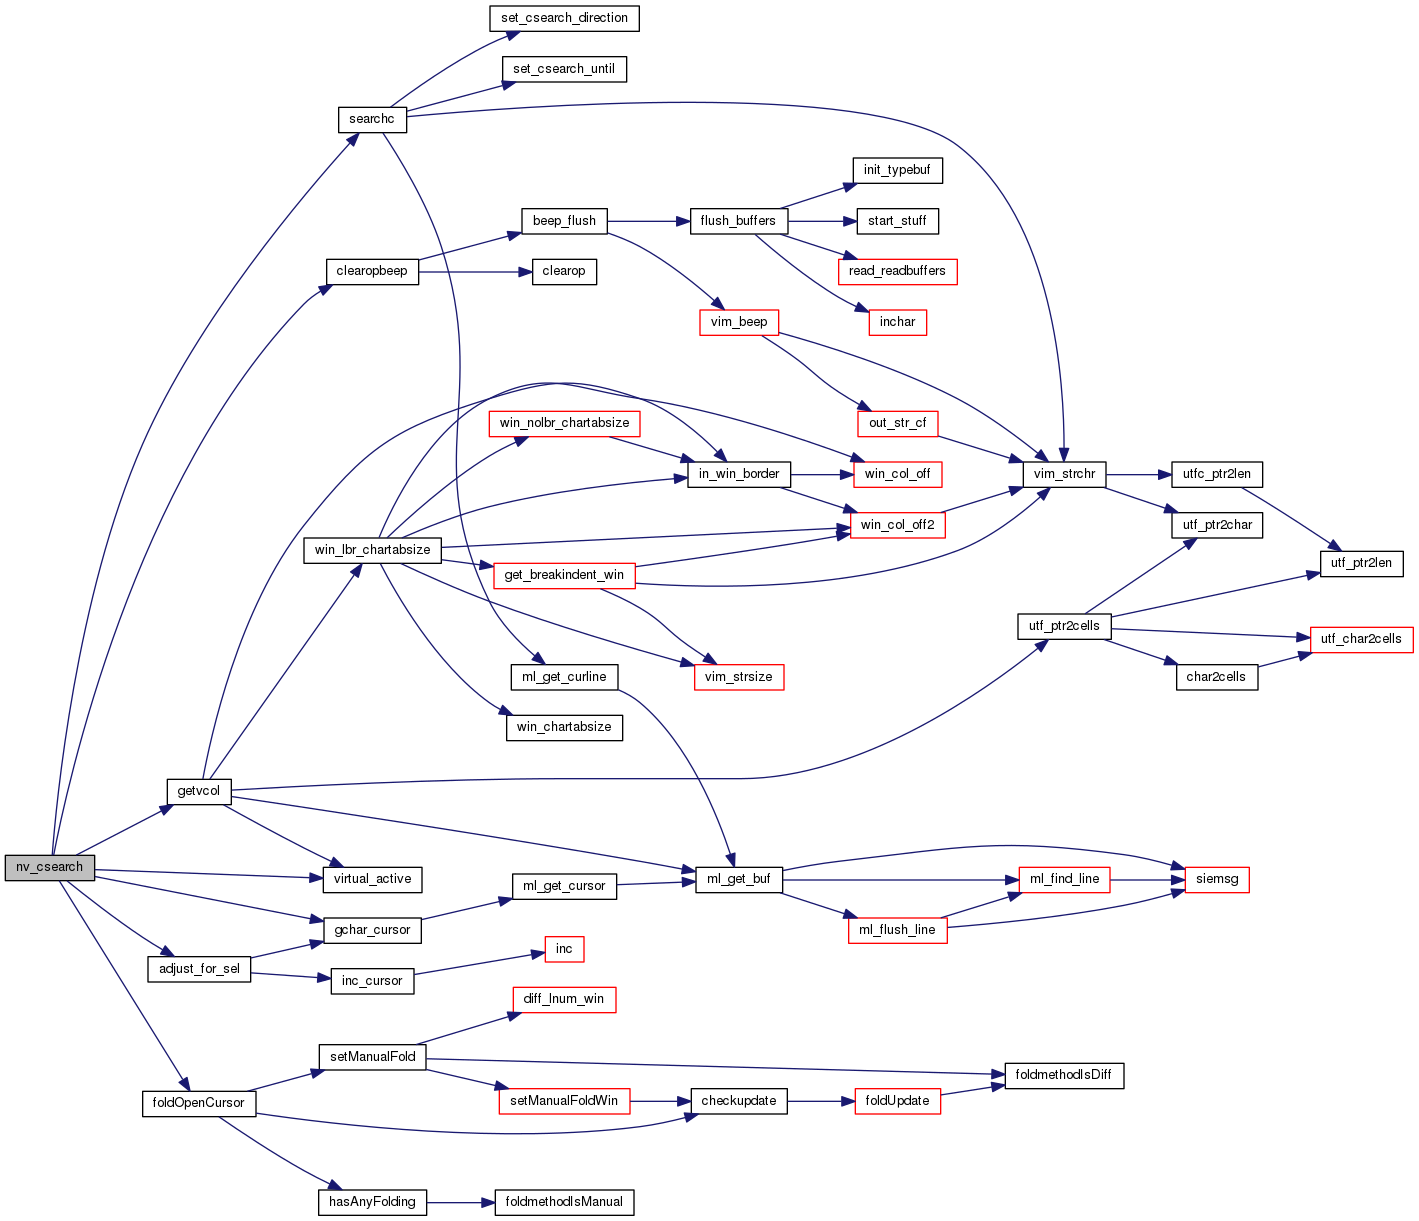 set_csearch_direction
set_csearch_until
searchc
init_typebuf
beep_flush
flush_buffers
start_stuff
clearopbeep
clearop
read_readbuffers
vim_beep
inchar
win_nolbr_chartabsize
out_str_cf
in_win_border
win_col_off
vim_strchr
utfc_ptr2len
win_col_off2
utf_ptr2char
win_lbr_chartabsize
utf_ptr2len
get_breakindent_win
utf_ptr2cells
utf_char2cells
ml_get_curline
vim_strsize
char2cells
win_chartabsize
getvcol
nv_csearch
virtual_active
ml_get_cursor
ml_get_buf
ml_find_line
siemsg
gchar_cursor
ml_flush_line
adjust_for_sel
inc
inc_cursor
diff_lnum_win
setManualFold
foldmethodIsDiff
foldOpenCursor
setManualFoldWin
checkupdate
foldUpdate
hasAnyFolding
foldmethodIsManual